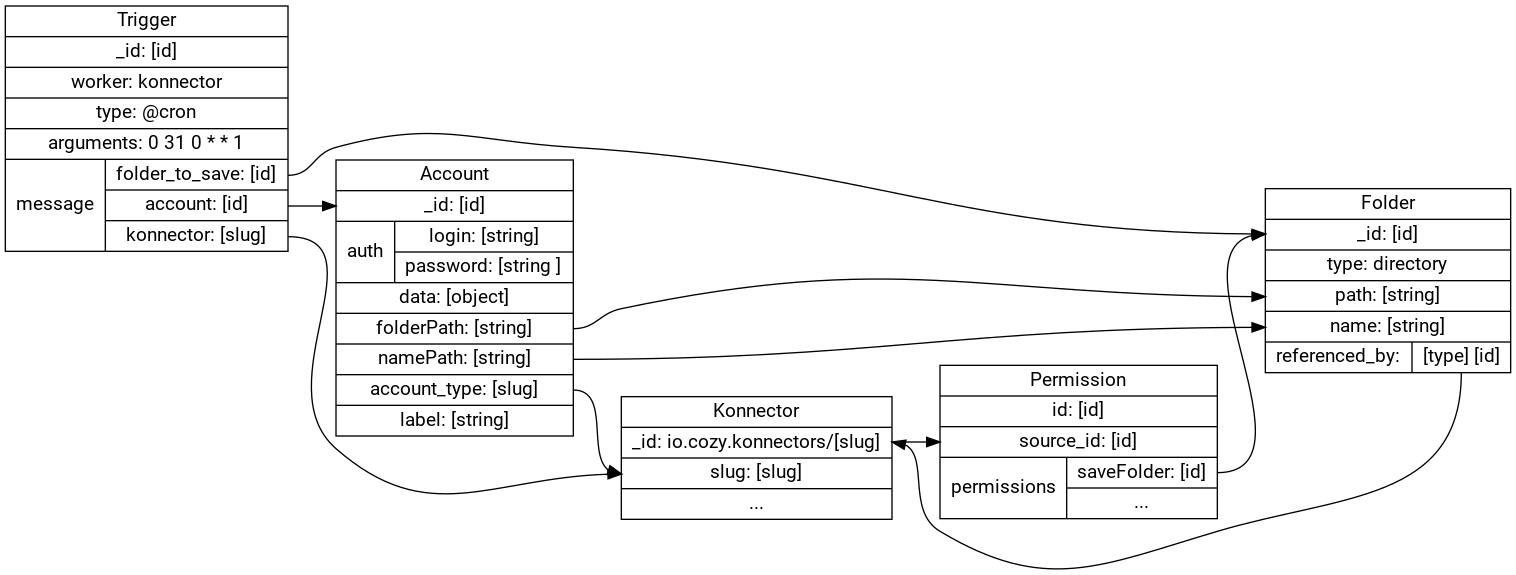 Trigger
_id: [id]
worker: konnector
type: @cron
arguments: 0 31 0 * * 1
message
folder_to_save: [id]
account: [id]
konnector: [slug]
Account
_id: [id]
auth
login: [string]
password: [string ]
data: [object]
folderPath: [string]
namePath: [string]
account_type: [slug]
label: [string]
Konnector
_id: io.cozy.konnectors/[slug]
slug: [slug]
...
Permission
id: [id]
source_id: [id]
permissions
saveFolder: [id]
...
Folder
_id: [id]
type: directory
path: [string]
name: [string]
referenced_by:
[type] [id]